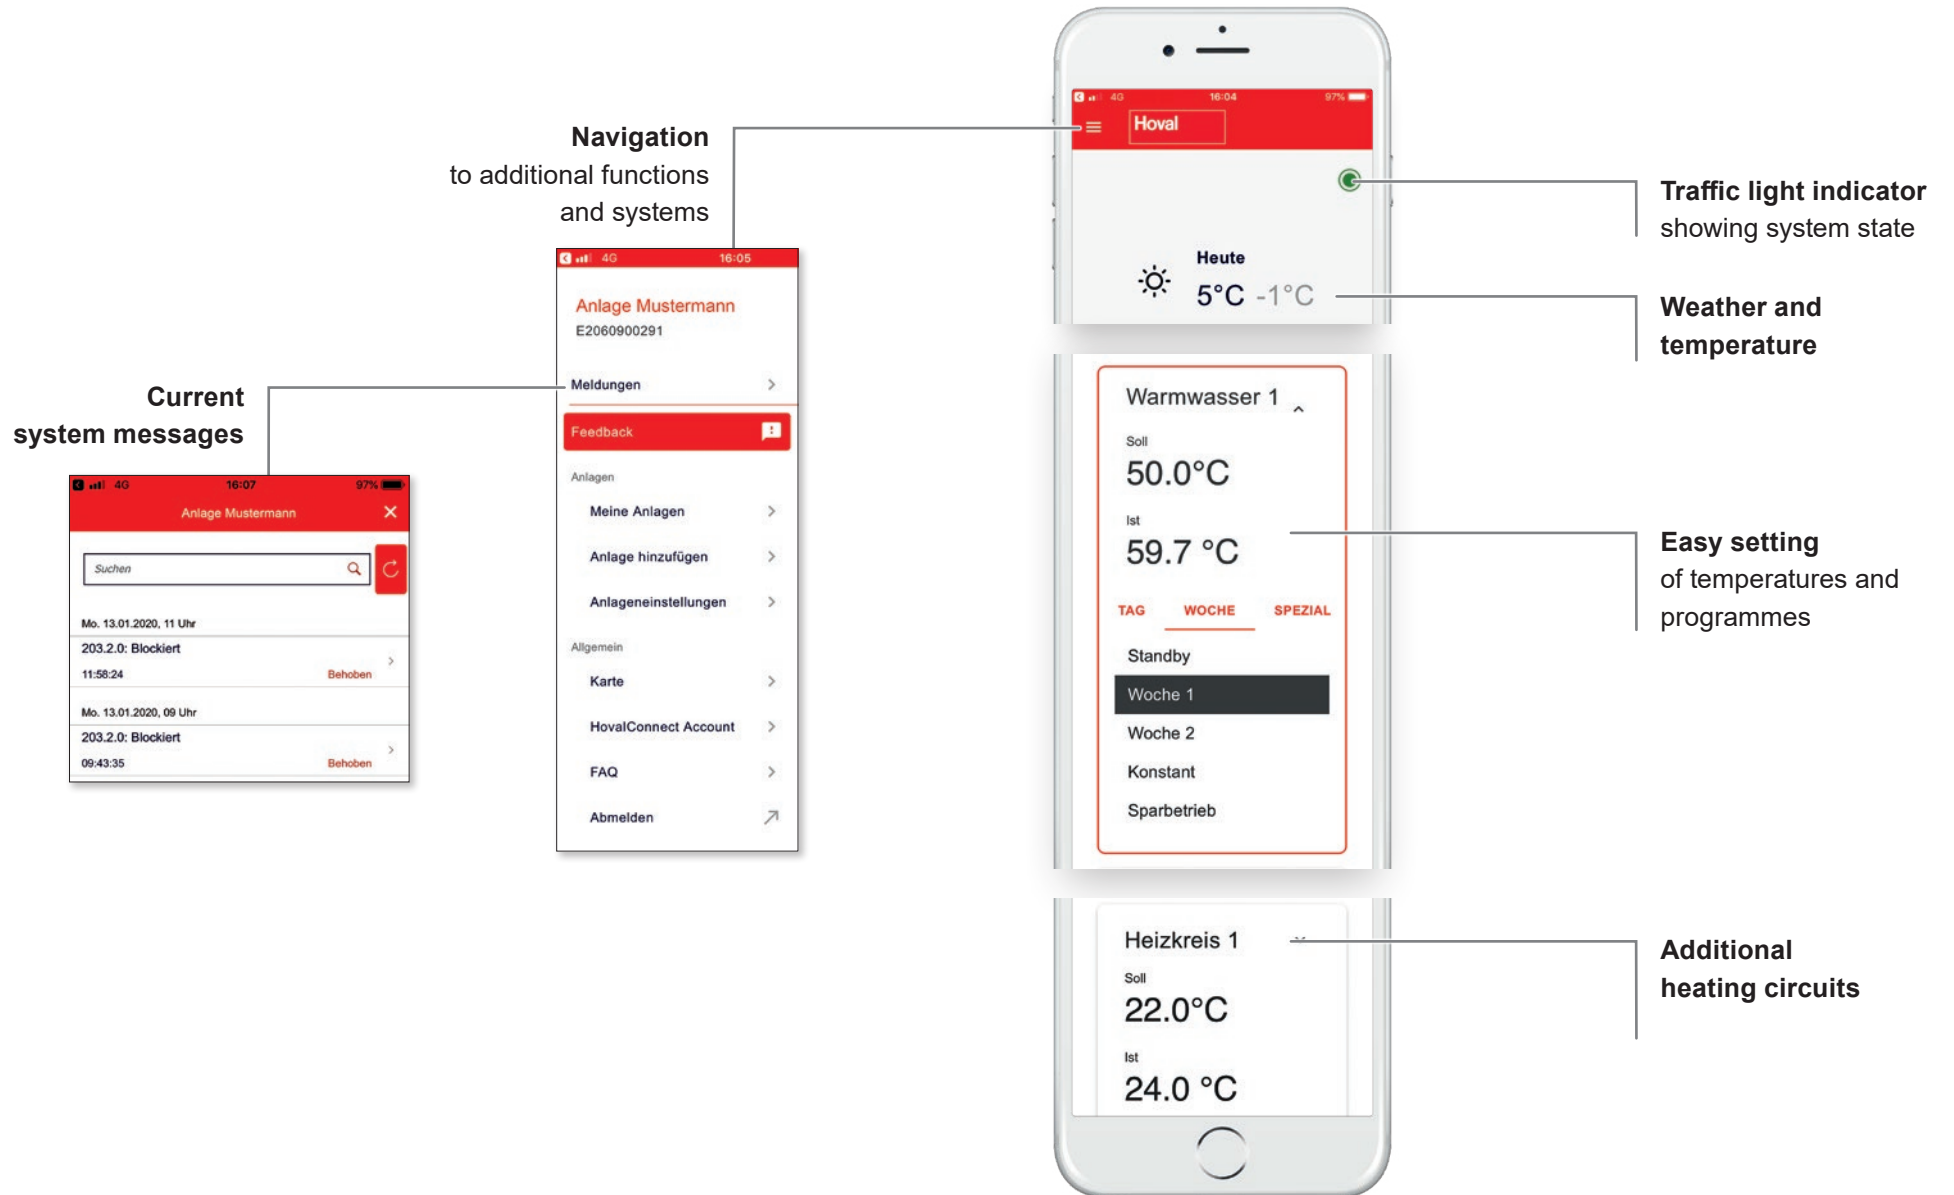 Navigation
to additional functions
and systems
Current
system messages
4G 16:07 97%
Anlage Mustermann
Suchen
Mo. 13.01.2020, 11 Uhr
203.2.0: Blockiert
11:58:24 Behoben
Mo. 13.01.2020, 09 Uhr
203.2.0: Blockiert
09:43:35 Behoben
4G 16:05
Anlage Mustermann
E2060900291
Meldungen
Feedback
Anlagen
Meine Anlagen
Anlage hinzufügen
Anlageneinstellungen
Allgemein
Karte
HovalConnect Account
FAQ
Abmelden
4G 16:04 97%
Hoval
Heute
5°C -1°C
Warmwasser 1
Soll
50.0°C
Ist
59.7 °C
TAG WOCHE SPEZIAL
Standby
Woche 1
Woche 2
Konstant
Sparbetrieb
Heizkreis 1
Soll
22.0°C
Ist
24.0 °C
Traffic light indicator
showing system state
Weather and
temperature
Easy setting
of temperatures and
programmes
Additional
heating circuits